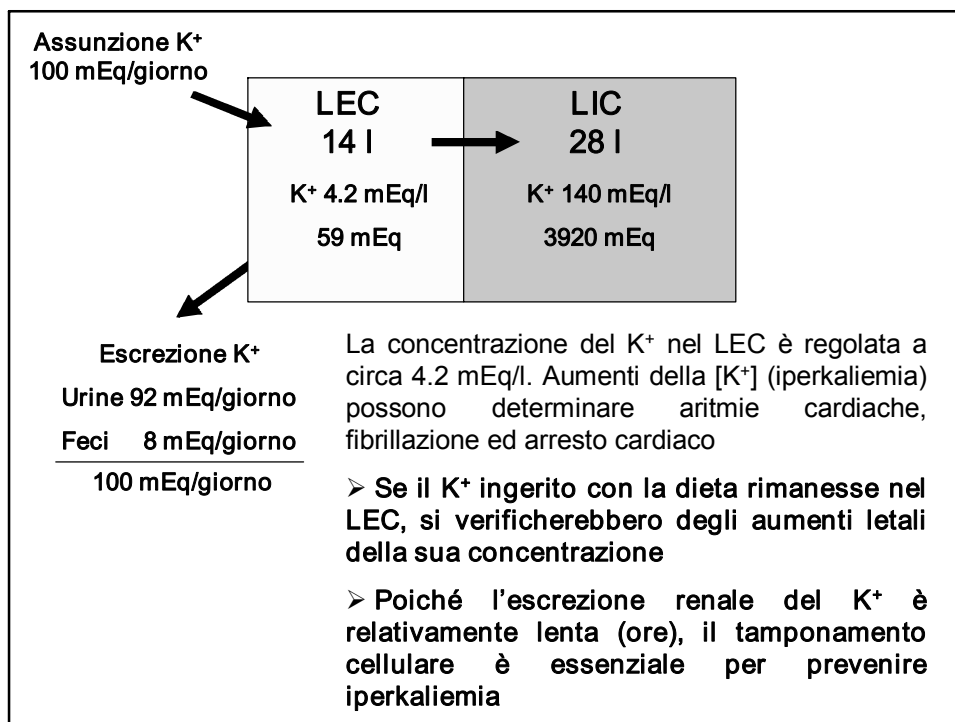 Assunzione K⁺
100 mEq/giorno
LEC
14 l
K⁺ 4.2 mEq/l
59 mEq
LIC
28 l
K⁺ 140 mEq/l
3920 mEq
Escrezione K⁺
Urine 92 mEq/giorno
Feci 8 mEq/giorno
100 mEq/giorno
La concentrazione del K⁺ nel LEC è regolata a
circa 4.2 mEq/l. Aumenti della [K⁺] (iperkaliemia)
possono determinare aritmie cardiache,
fibrillazione ed arresto cardiaco
➢ Se il K⁺ ingerito con la dieta rimanesse nel
LEC, si verificherebbero degli aumenti letali
della sua concentrazione
➢ Poiché l'escrezione renale del K⁺ è
relativamente lenta (ore), il tamponamento
cellulare è essenziale per prevenire
iperkaliemia